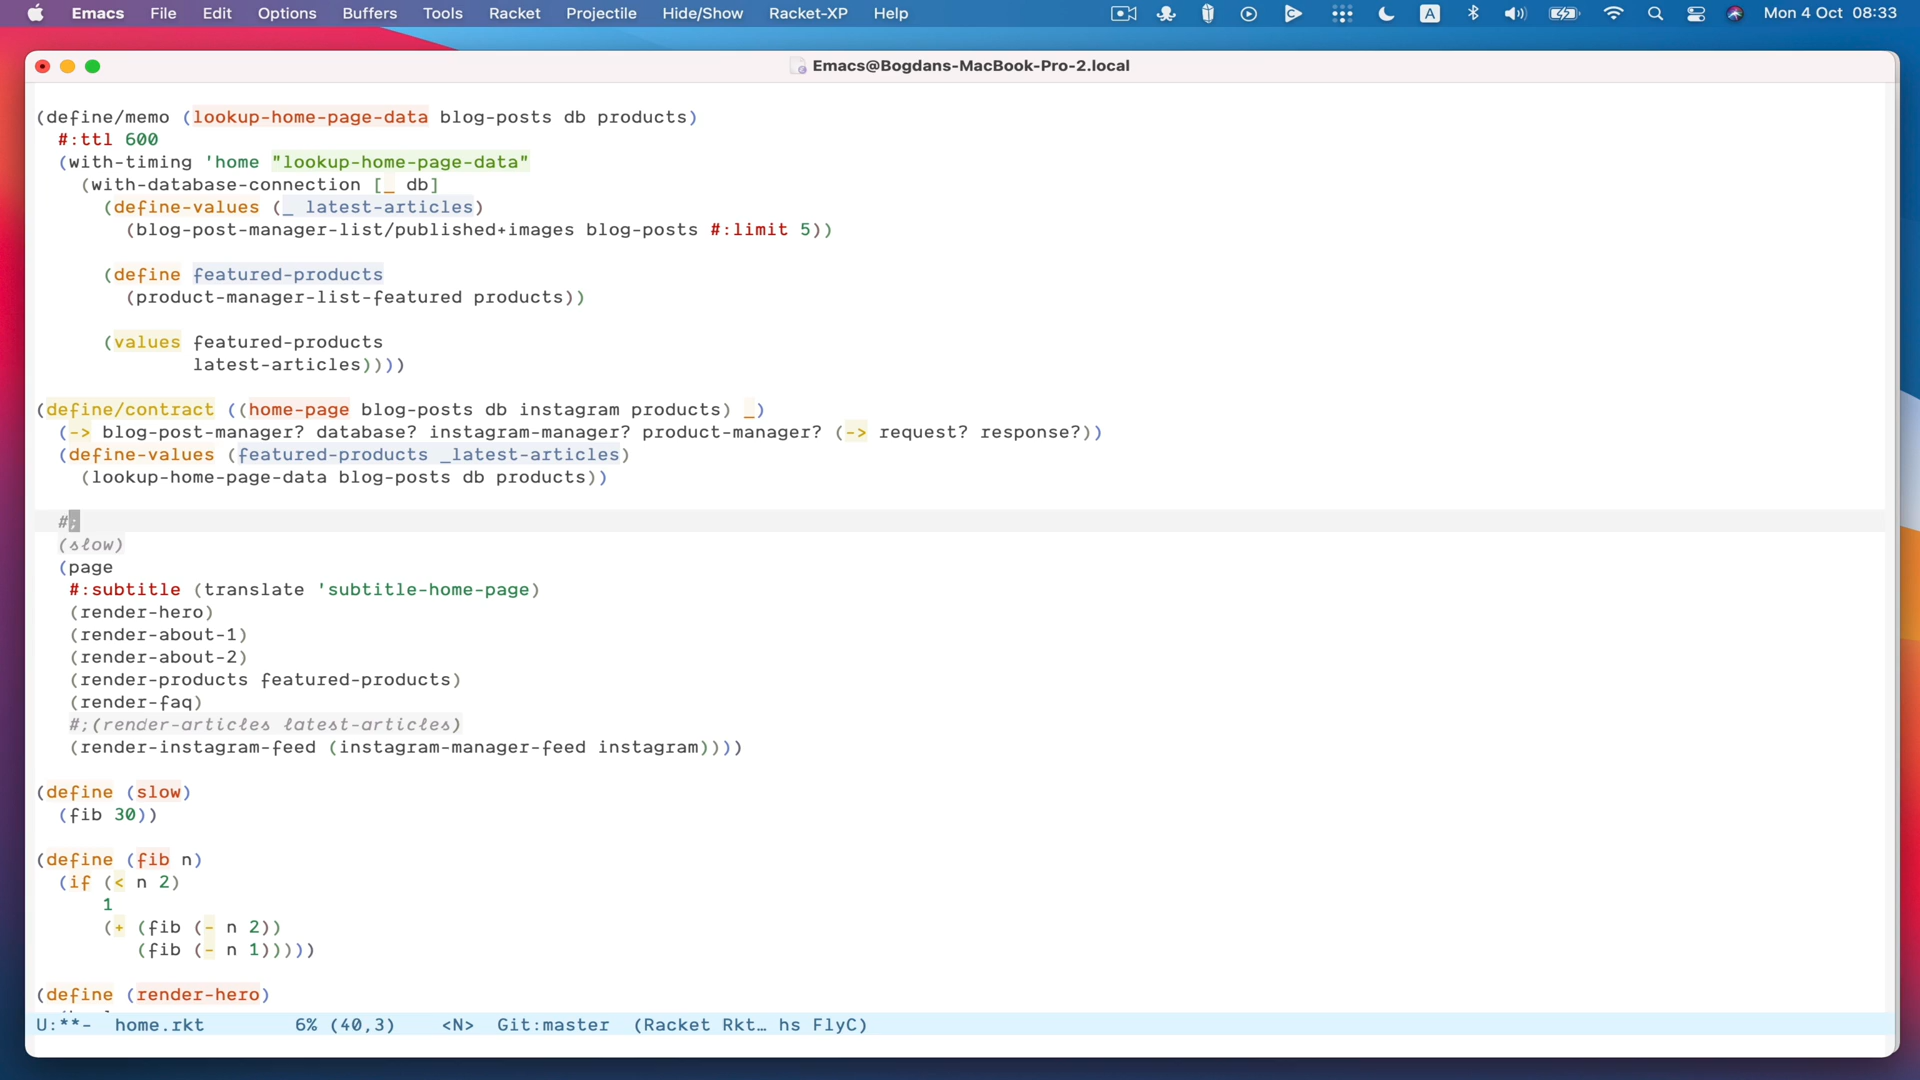 Emacs File Edit Options Buffers Tools Racket Projectile Hide/Show Racket-XP Help A Mon 4 Oct 08:33
Emacs@Bogdans-MacBook-Pro-2.local
(define/memo (lookup-home-page-data blog-posts db products)
#:ttl 600
(with-timing 'home "lookup-home-page-data"
(with-database-connection [_ db]
(define-values (_ latest-articles)
(blog-post-manager-list/published+images blog-posts #:limit 5))
(define featured-products
(product-manager-list-featured products))
(values featured-products
latest-articles))))
(define/contract ((home-page blog-posts db instagram products) _)
(-> blog-post-manager? database? instagram-manager? product-manager? (-> request? response?))
(define-values (featured-products _latest-articles)
(lookup-home-page-data blog-posts db products))
#;
(slow)
(page
#:subtitle (translate 'subtitle-home-page)
(render-hero)
(render-about-1)
(render-about-2)
(render-products featured-products)
(render-faq)
#;(render-articles latest-articles)
(render-instagram-feed (instagram-manager-feed instagram))))
(define (slow)
(fib 30))
(define (fib n)
(if (< n 2)
1
(+ (fib (- n 2))
(fib (- n 1)))))
(define (render-hero)
U:**- home.rkt 6% (40,3) <N> Git:master (Racket Rkt… hs FlyC)